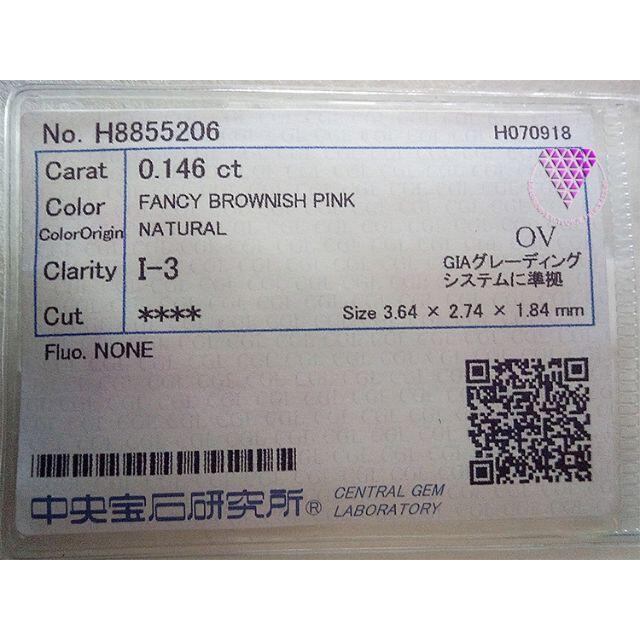 No. H8855206 H070918
Carat 0.146 ct
Color FANCY BROWNISH PINK
ColorOrigin NATURAL
OV
Clarity I-3
GIAグレーディング
システムに準拠
Cut **** Size 3.64 × 2.74 × 1.84 mm
Fluo. NONE
中央宝石研究所® CENTRAL GEM
LABORATORY